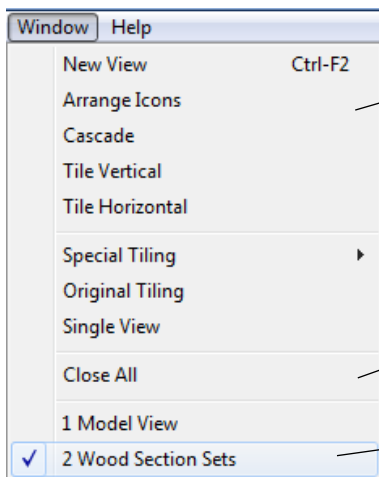 Window Help
New View Ctrl-F2
Arrange Icons
Cascade
Tile Vertical
Tile Horizontal
Special Tiling
Original Tiling
Single View
Close All
1 Model View
2 Wood Section Sets